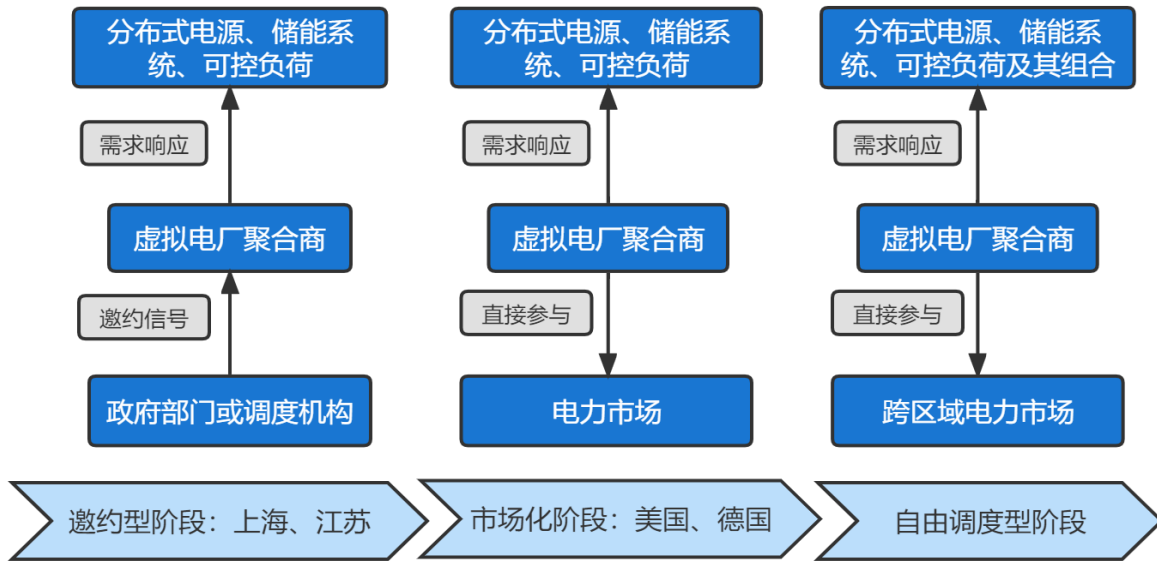 分布式电源、储能系
统、可控负荷
需求响应
虚拟电厂聚合商
邀约信号
政府部门或调度机构
邀约型阶段：上海、江苏
分布式电源、储能系
统、可控负荷
需求响应
虚拟电厂聚合商
直接参与
电力市场
市场化阶段：美国、德国
分布式电源、储能系
统、可控负荷及其组合
需求响应
虚拟电厂聚合商
直接参与
跨区域电力市场
自由调度型阶段